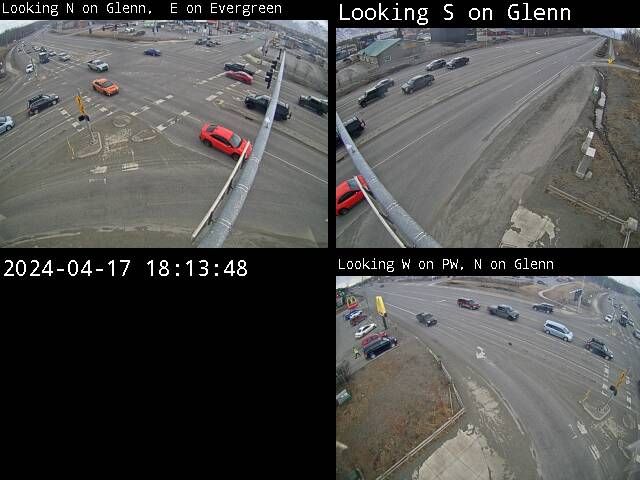 Looking N on Glenn,  E on Evergreen
Looking S on Glenn
2024-04-17 18:13:48
Looking W on PW, N on Glenn